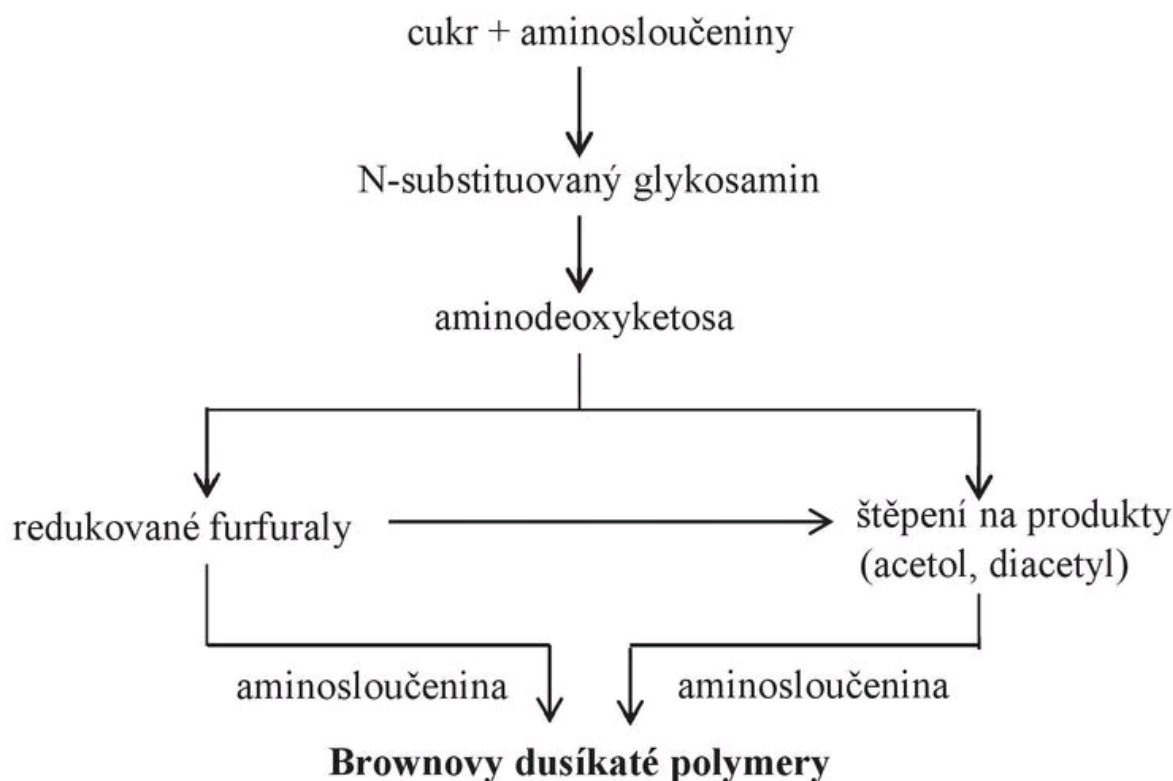 cukr + aminosloučeniny
N-substituovaný glykosamin
aminodeoxyketosa
redukované furfuraly
štěpení na produkty
(acetol, diacetyl)
aminosloučenina
aminosloučenina
Brownovy dusíkaté polymery